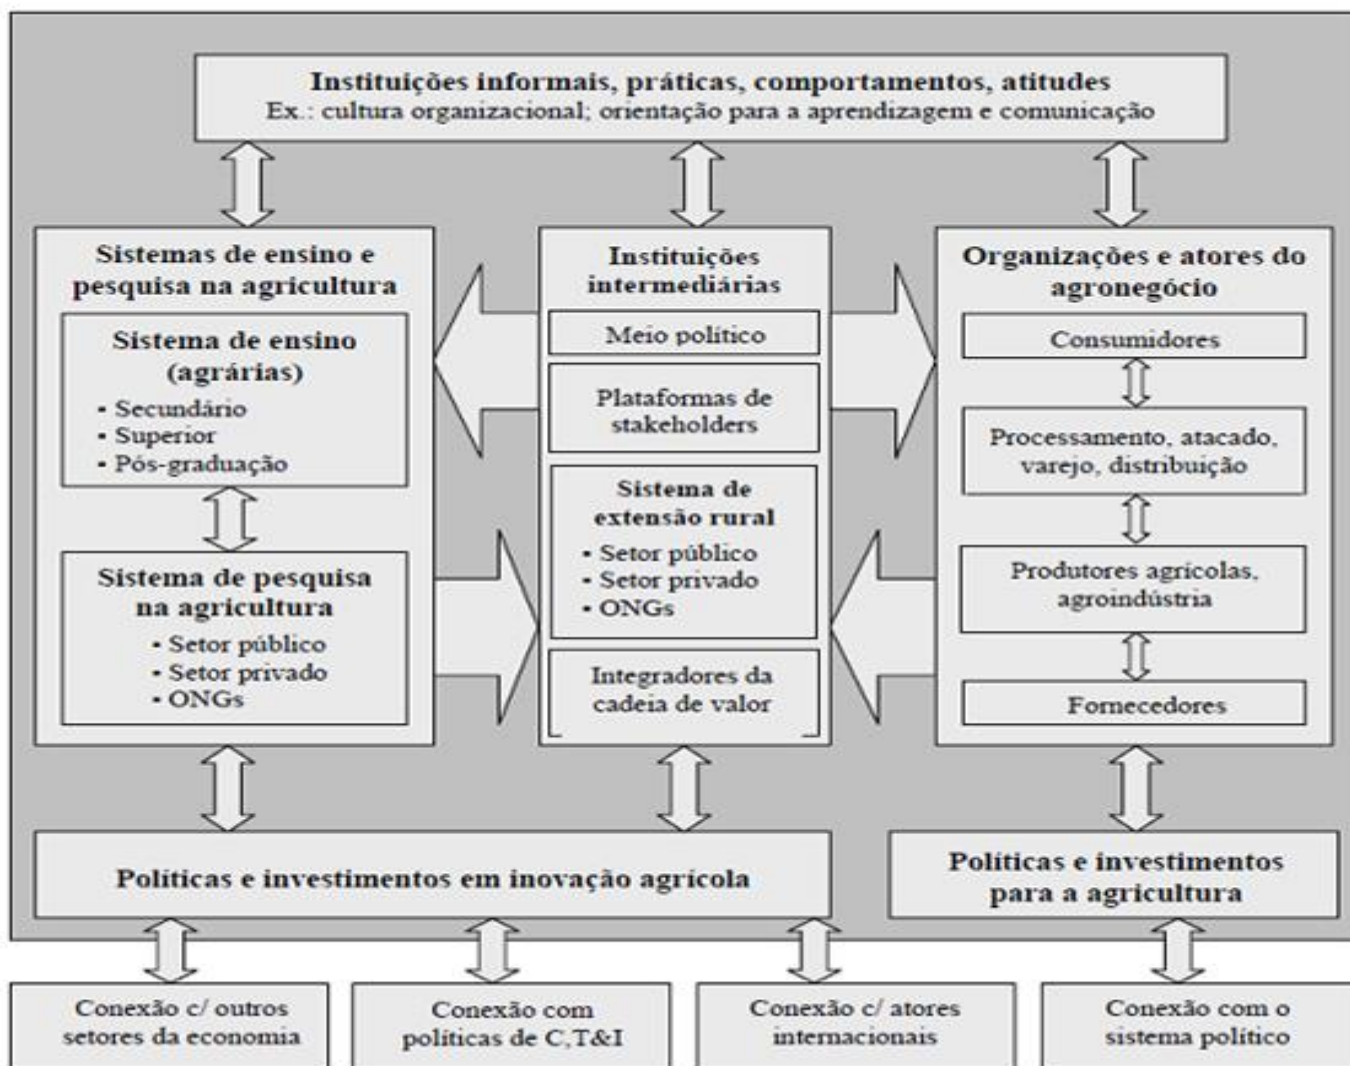 Instituições informais, práticas, comportamentos, atitudes
Ex.: cultura organizacional; orientação para a aprendizagem e comunicação
Sistemas de ensino e
pesquisa na agricultura
Sistema de ensino
(agrárias)
▪ Secundário
▪ Superior
▪ Pós-graduação
Sistema de pesquisa
na agricultura
▪ Setor público
▪ Setor privado
▪ ONGs
Instituições
intermediárias
Meio político
Plataformas de
stakeholders
Sistema de
extensão rural
▪ Setor público
▪ Setor privado
▪ ONGs
Integradores da
cadeia de valor
Organizações e atores do
agronegócio
Consumidores
Processamento, atacado,
varejo, distribuição
Produtores agrícolas,
agroindústria
Fornecedores
Políticas e investimentos em inovação agrícola
Políticas e investimentos
para a agricultura
Conexão c/ outros
setores da economia
Conexão com
políticas de C,T&I
Conexão c/ atores
internacionais
Conexão com o
sistema político